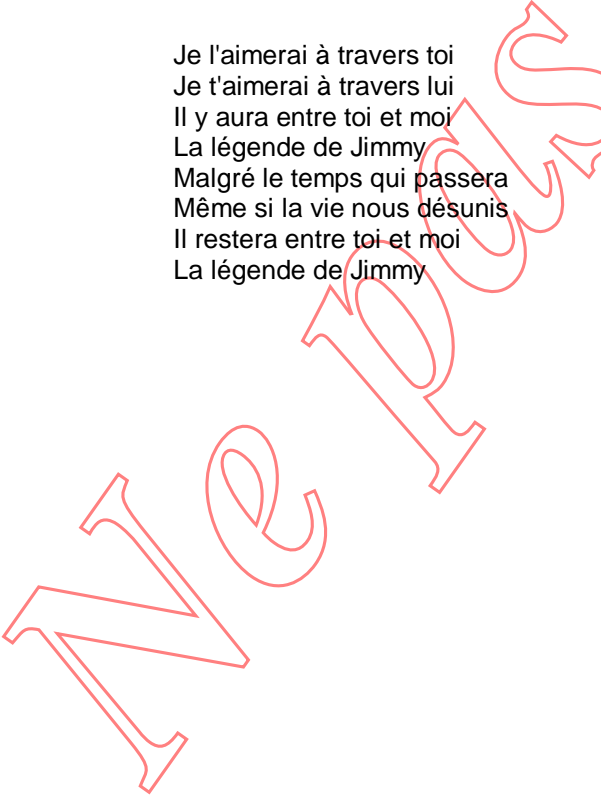 Je l'aimerai à travers toi
Je t'aimerai à travers lui
Il y aura entre toi et moi
La légende de Jimmy
Malgré le temps qui passera
Même si la vie nous désunis
Il restera entre toi et moi
La légende de Jimmy
Ne pas